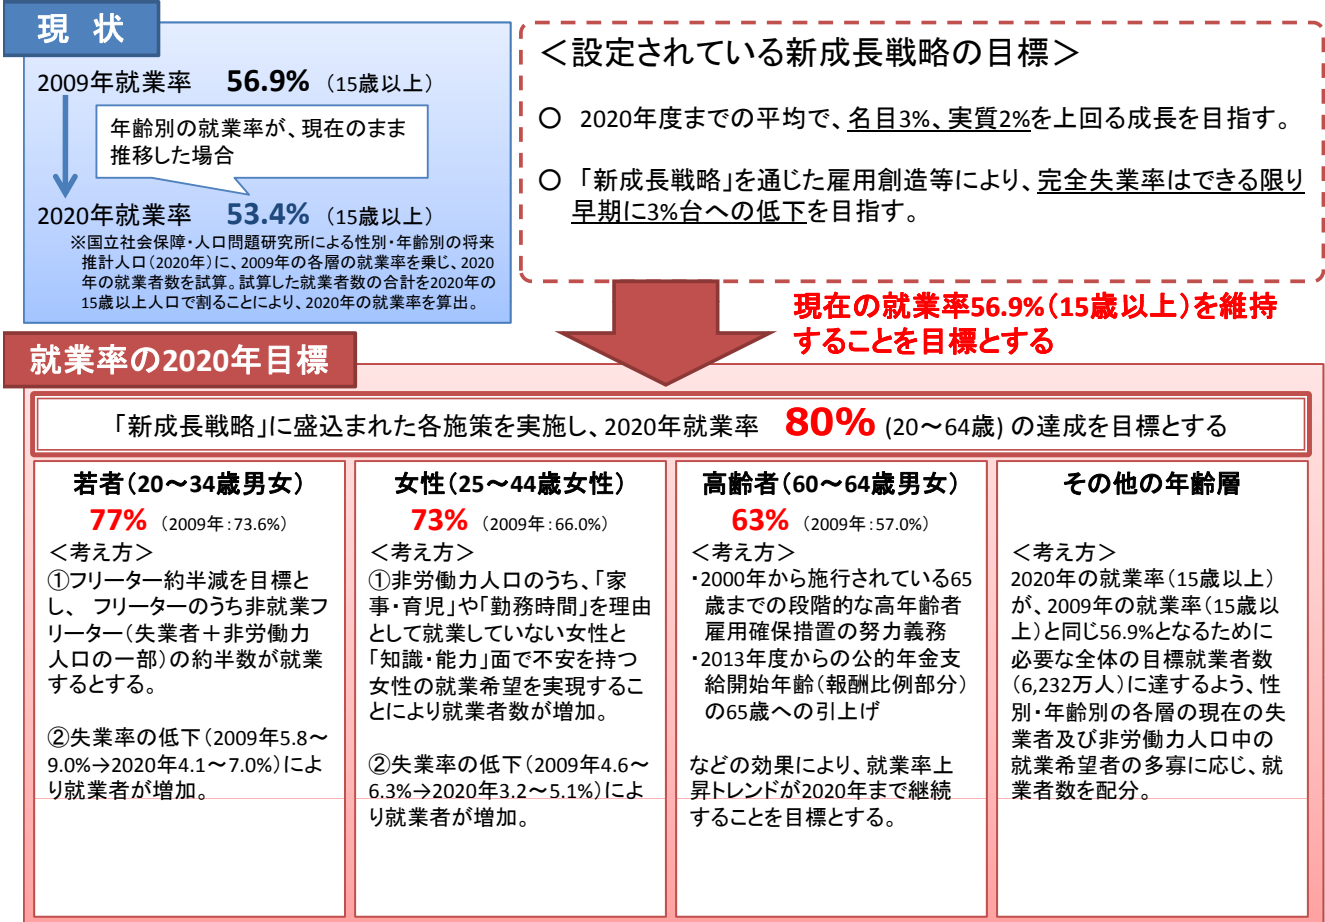 現 状
2009年就業率 56.9% （15歳以上）
年齢別の就業率が、現在のまま
推移した場合
2020年就業率 53.4% （15歳以上）
※国立社会保障・人口問題研究所による性別・年齢別の将来
推計人口（2020年）に、2009年の各層の就業率を乗じ、2020
年の就業者数を試算。試算した就業者数の合計を2020年の
15歳以上人口で割ることにより、2020年の就業率を算出。
＜設定されている新成長戦略の目標＞
○ 2020年度までの平均で、名目3%、実質2%を上回る成長を目指す。
○ 「新成長戦略」を通じた雇用創造等により、完全失業率はできる限り
早期に3%台への低下を目指す。
現在の就業率56.9%（15歳以上）を維持
することを目標とする
就業率の2020年目標
「新成長戦略」に盛込まれた各施策を実施し、2020年就業率 80% (20～64歳) の達成を目標とする
若者（20～34歳男女）
77% （2009年：73.6%）
＜考え方＞
①フリーター約半減を目標と
し、 フリーターのうち非就業フ
リーター（失業者＋非労働力
人口の一部）の約半数が就業
するとする。
②失業率の低下（2009年5.8～
9.0%→2020年4.1～7.0%）によ
り就業者が増加。
女性（25～44歳女性）
73% （2009年：66.0%）
＜考え方＞
①非労働力人口のうち、「家
事・育児」や「勤務時間」を理由
として就業していない女性と
「知識・能力」面で不安を持つ
女性の就業希望を実現するこ
とにより就業者数が増加。
②失業率の低下（2009年4.6～
6.3%→2020年3.2～5.1%）によ
り就業者が増加。
高齢者（60～64歳男女）
63% （2009年：57.0%）
＜考え方＞
・2000年から施行されている65
歳までの段階的な高年齢者
雇用確保措置の努力義務
・2013年度からの公的年金支
給開始年齢（報酬比例部分）
の65歳への引上げ
などの効果により、就業率上
昇トレンドが2020年まで継続
することを目標とする。
その他の年齢層
＜考え方＞
2020年の就業率（15歳以上）
が、2009年の就業率（15歳以
上）と同じ56.9%となるために
必要な全体の目標就業者数
（6,232万人）に達するよう、性
別・年齢別の各層の現在の失
業者及び非労働力人口中の
就業希望者の多寡に応じ、就
業者数を配分。